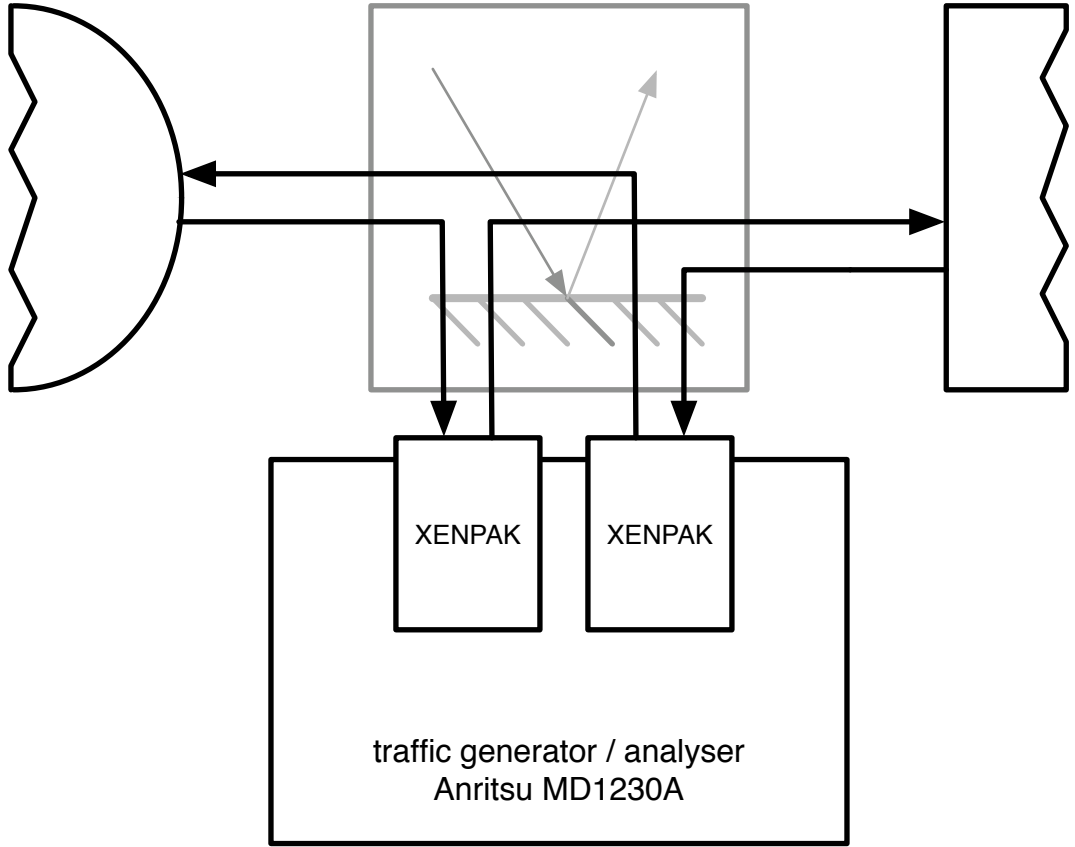 XENPAK XENPAK
traffic generator / analyser
Anritsu MD1230A